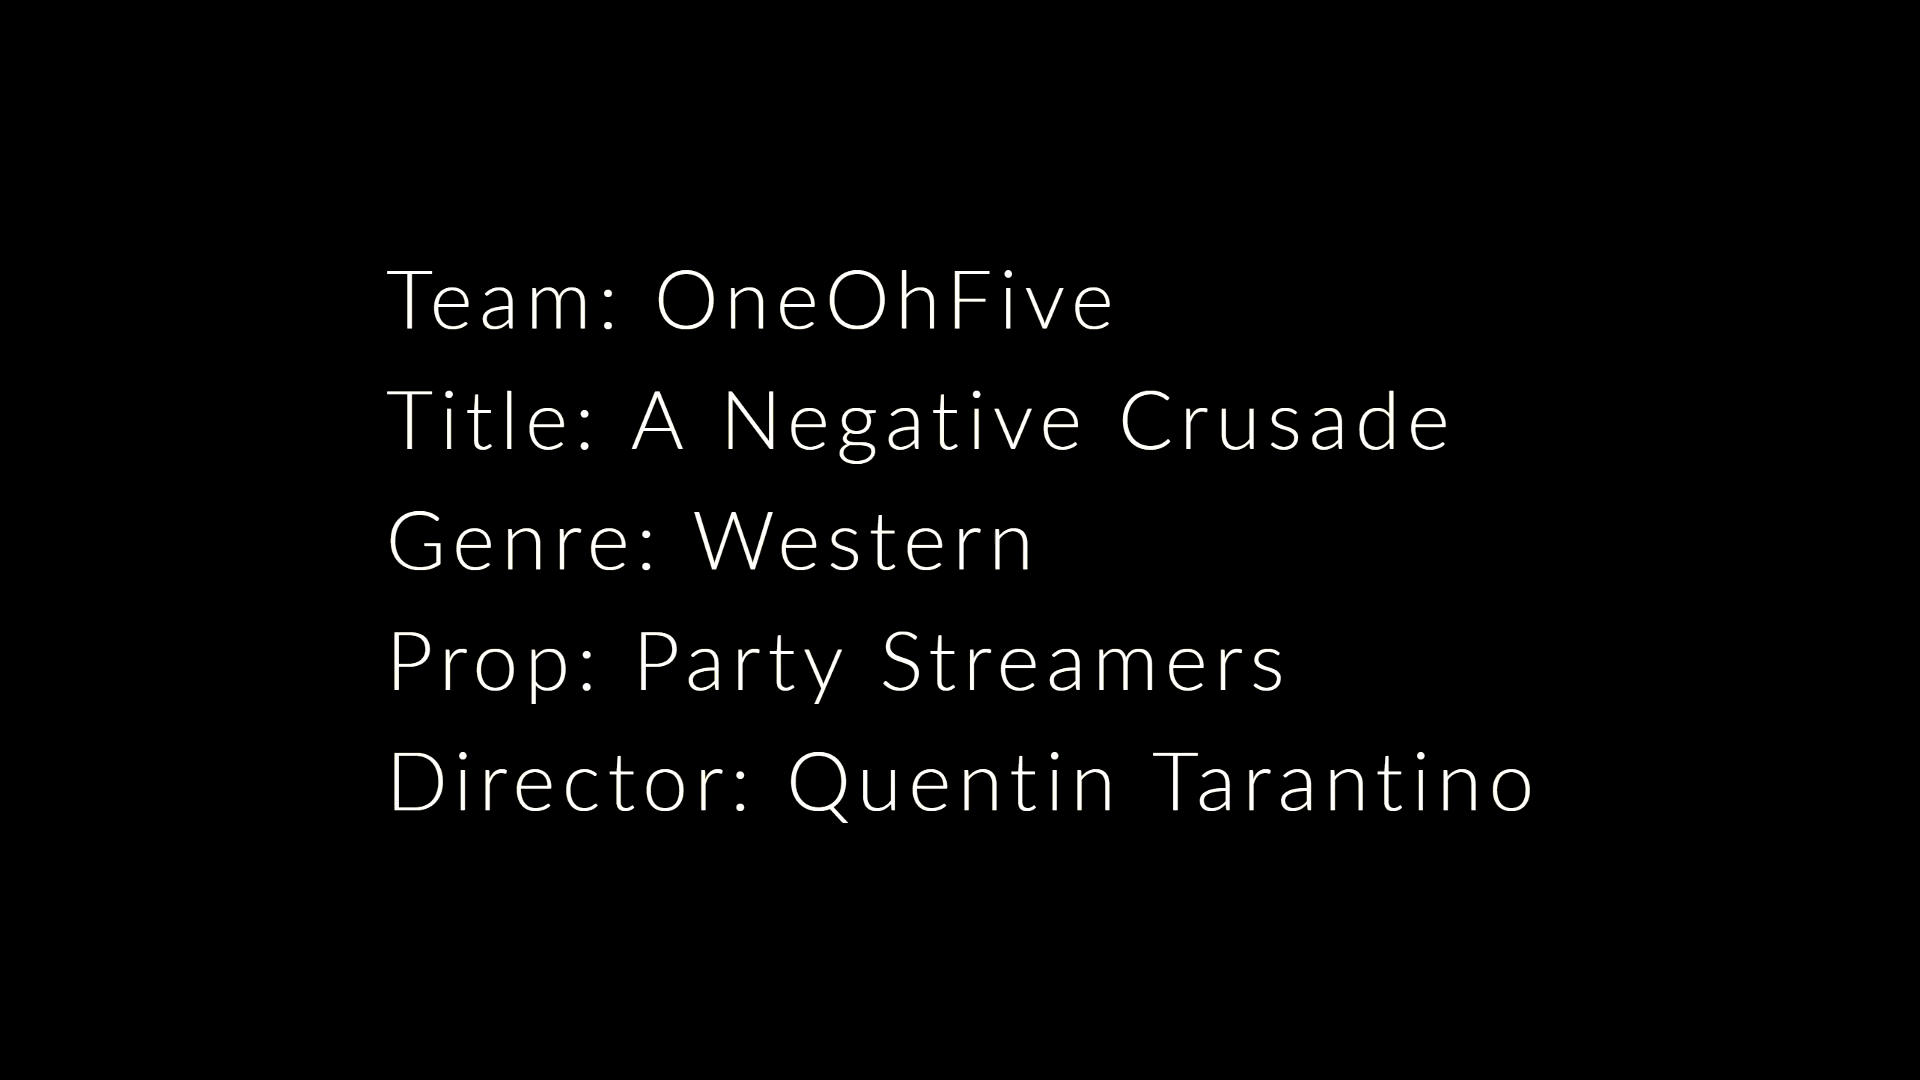 Team: OneOhFive
Title: A Negative Crusade
Genre: Western
Prop: Party Streamers
Director: Quentin Tarantino